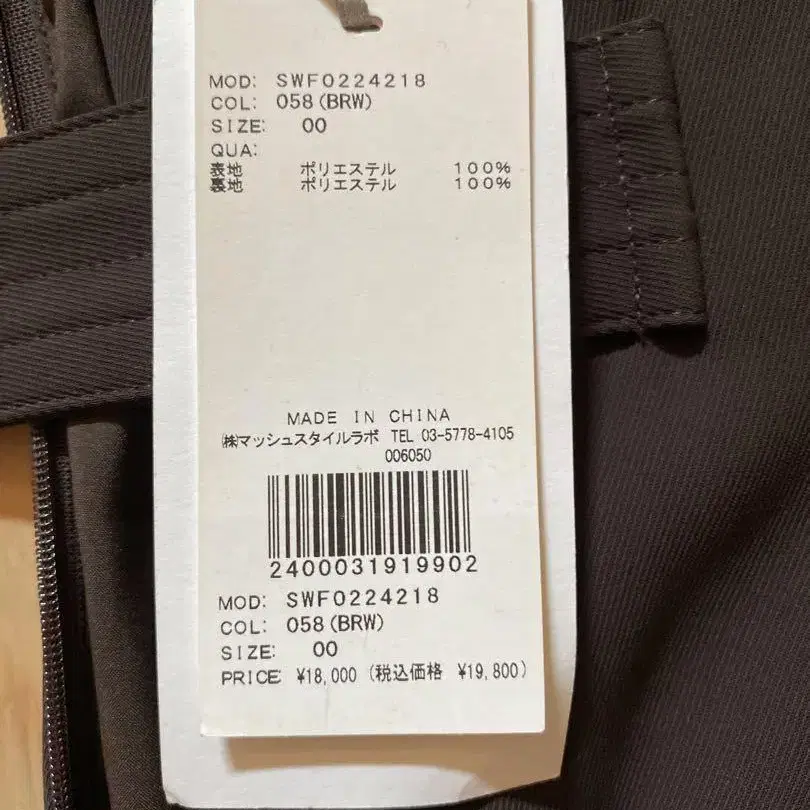 MOD: SWF0224218
COL: 058(BRW)
SIZE: 00
QUA:
表地 ポリエステル 100%
裏地 ポリエステル 100%
MADE IN CHINA
㈱マッシュスタイルラボ TEL 03-5778-4105
006050
2400031919902
MOD: SWF0224218
COL: 058(BRW)
SIZE: 00
PRICE: ¥18,000 (税込価格 ¥19,800)